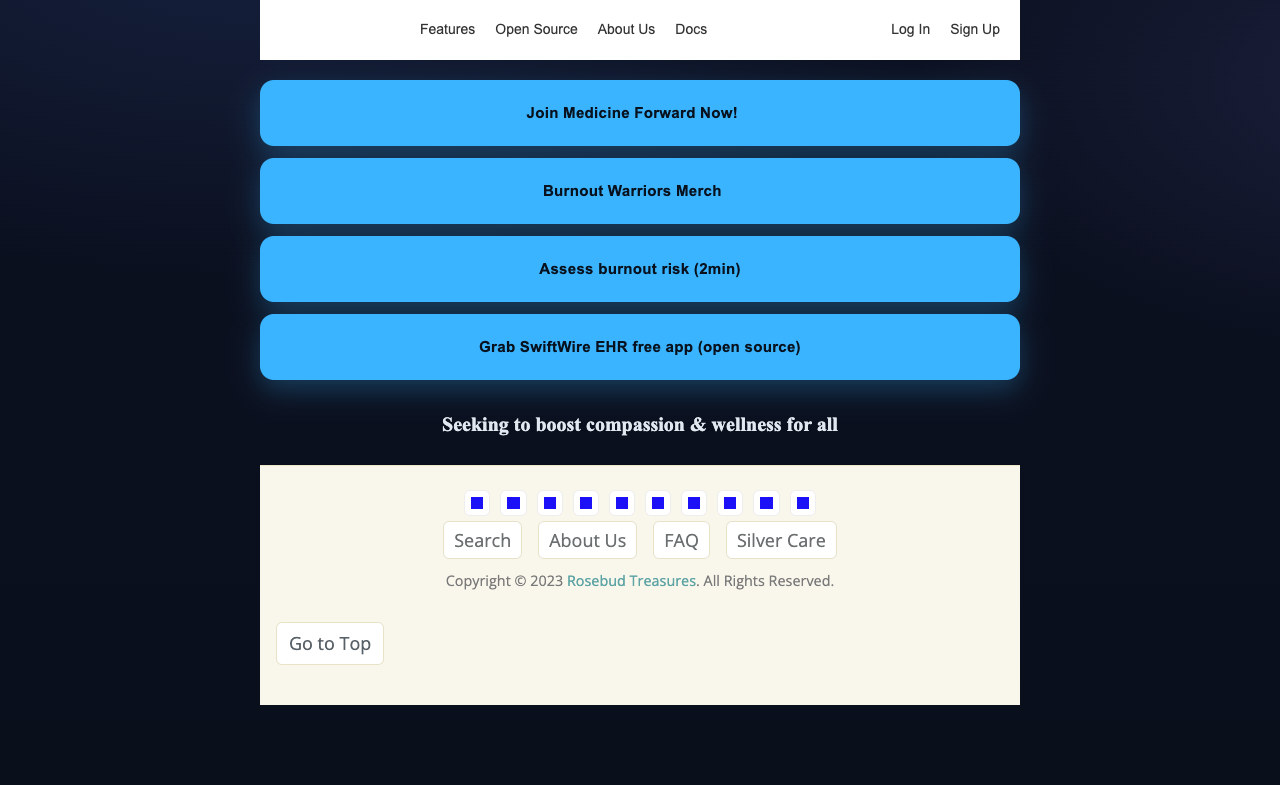 Features Open Source About Us Docs Log In Sign Up
Join Medicine Forward Now!
Burnout Warriors Merch
Assess burnout risk (2min)
Grab SwiftWire EHR free app (open source)
Seeking to boost compassion & wellness for all
Search About Us FAQ Silver Care
Copyright © 2023 Rosebud Treasures. All Rights Reserved.
Go to Top